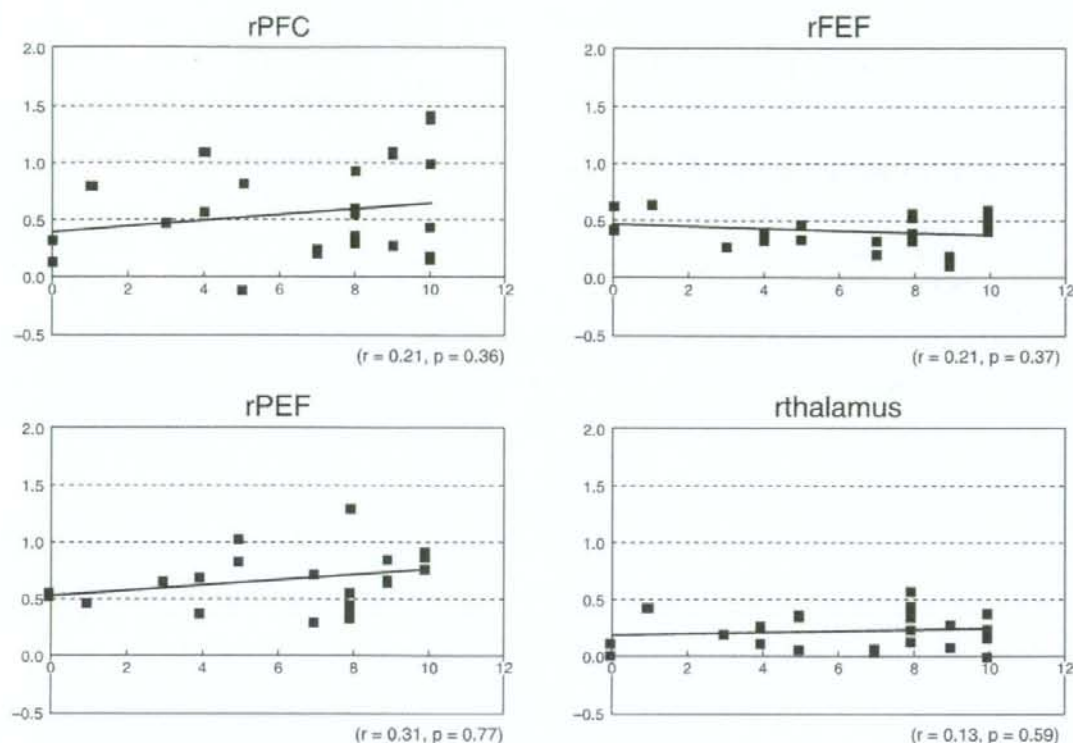 rPFC
2.0
1.5
1.0
0.5
0.0
−0.5
0 2 4 6 8 10 12
(r = 0.21, p = 0.36)
rFEF
2.0
1.5
1.0
0.5
0.0
−0.5
0 2 4 6 8 10 12
(r = 0.21, p = 0.37)
rPEF
2.0
1.5
1.0
0.5
0.0
−0.5
0 2 4 6 8 10 12
(r = 0.31, p = 0.77)
rthalamus
2.0
1.5
1.0
0.5
0.0
−0.5
0 2 4 6 8 10 12
(r = 0.13, p = 0.59)